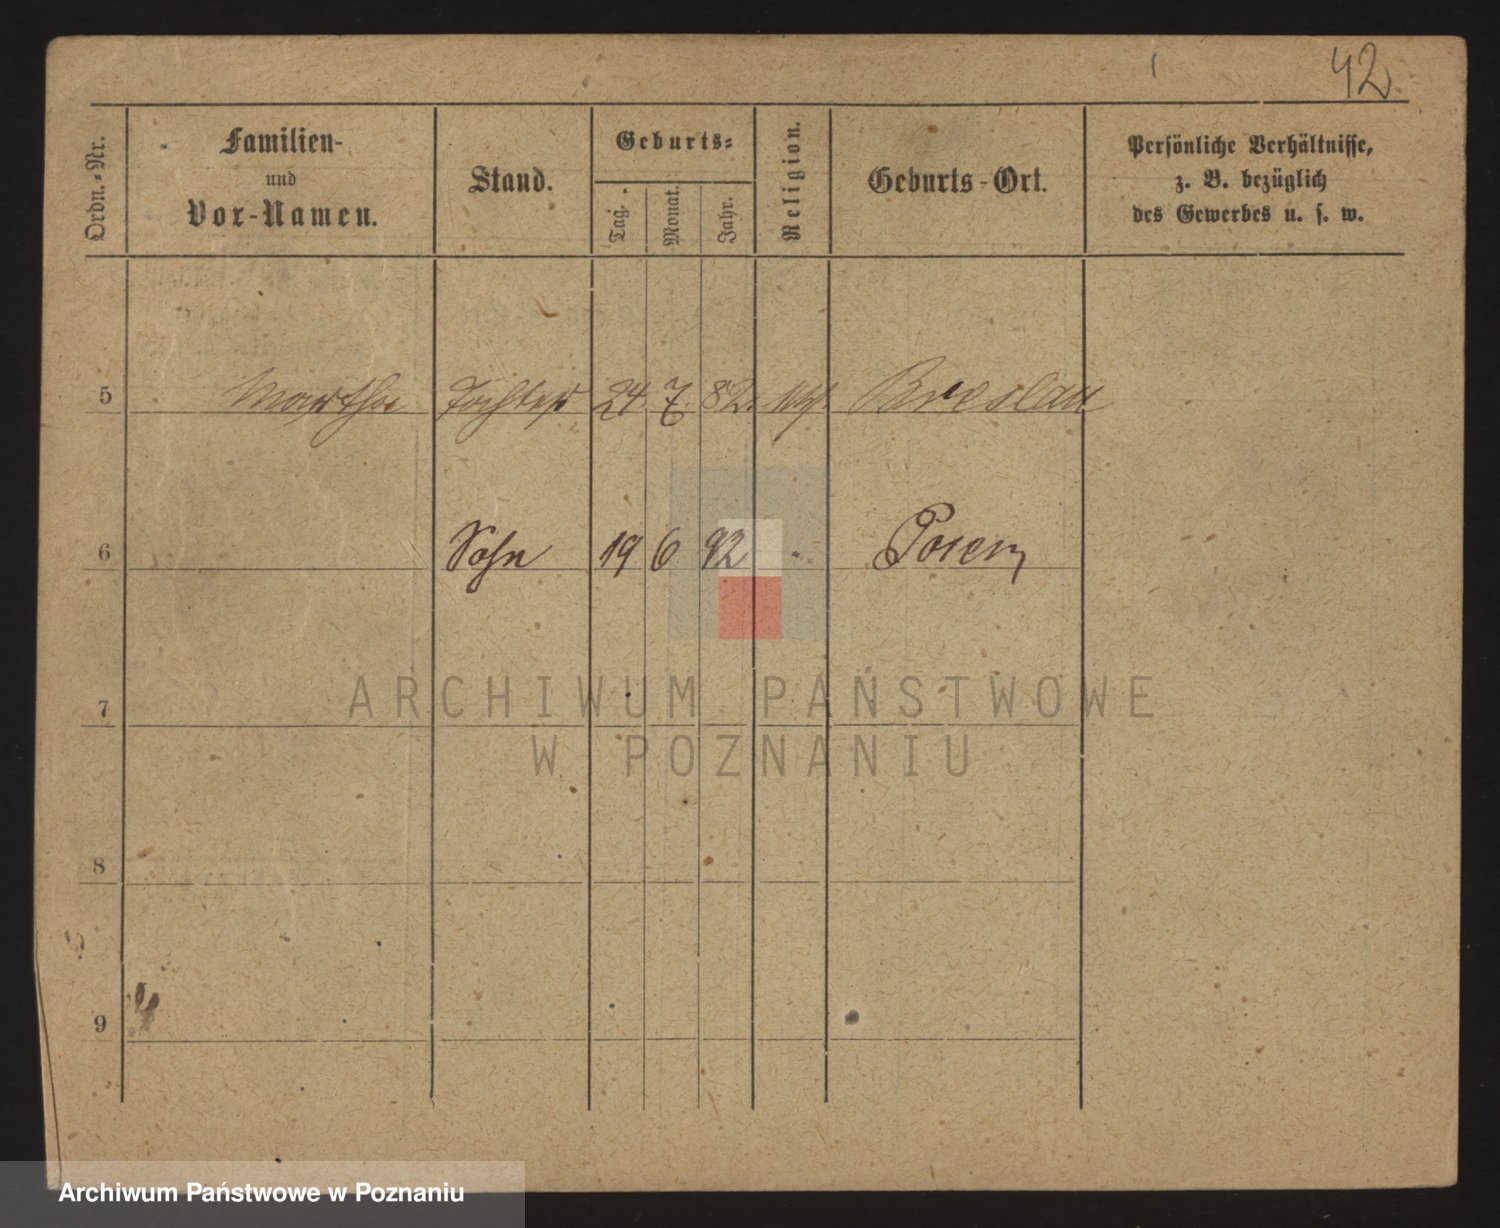 42.
Ordn.-Nr.
Familien-
und
Vor-Namen.
Stand.
Geburts-
Tag.
Monat.
Jahr.
Religion.
Geburts-Ort.
Persönliche Verhältnisse,
z. B. bezüglich
des Gewerbes u. s. w.
5 Martha Tochter 24. 7. 82. Breslau
6 Sohn 19 6 92 " Posen
7
ARCHIWUM PAŃSTWOWE
W POZNANIU
8
9
Archiwum Państwowe w Poznaniu